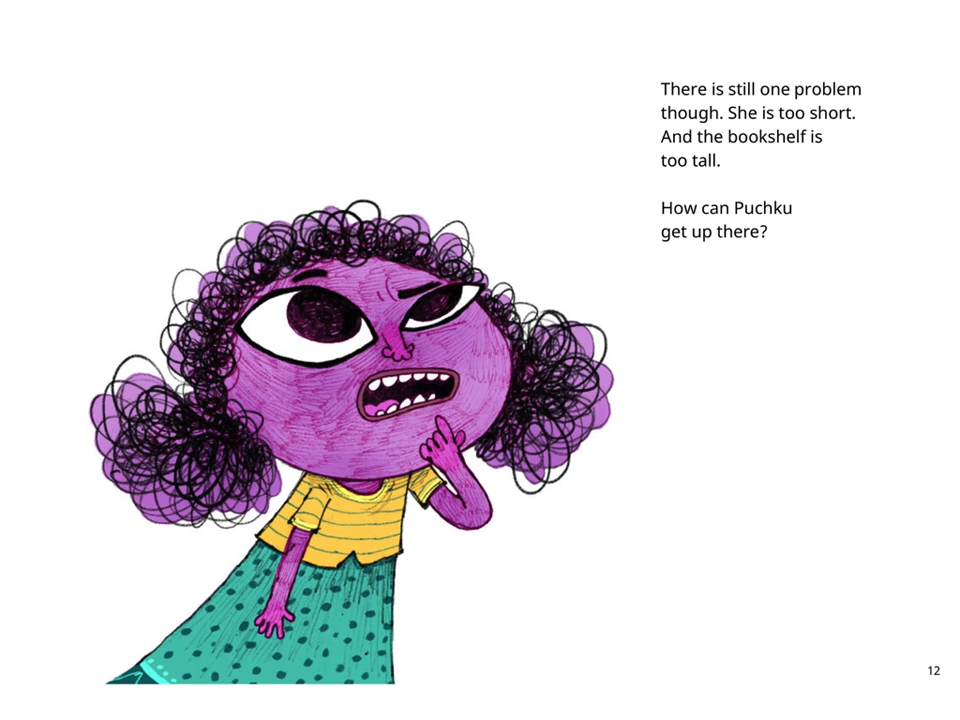 There is still one problem
though. She is too short.
And the bookshelf is
too tall.
How can Puchku
get up there?
12